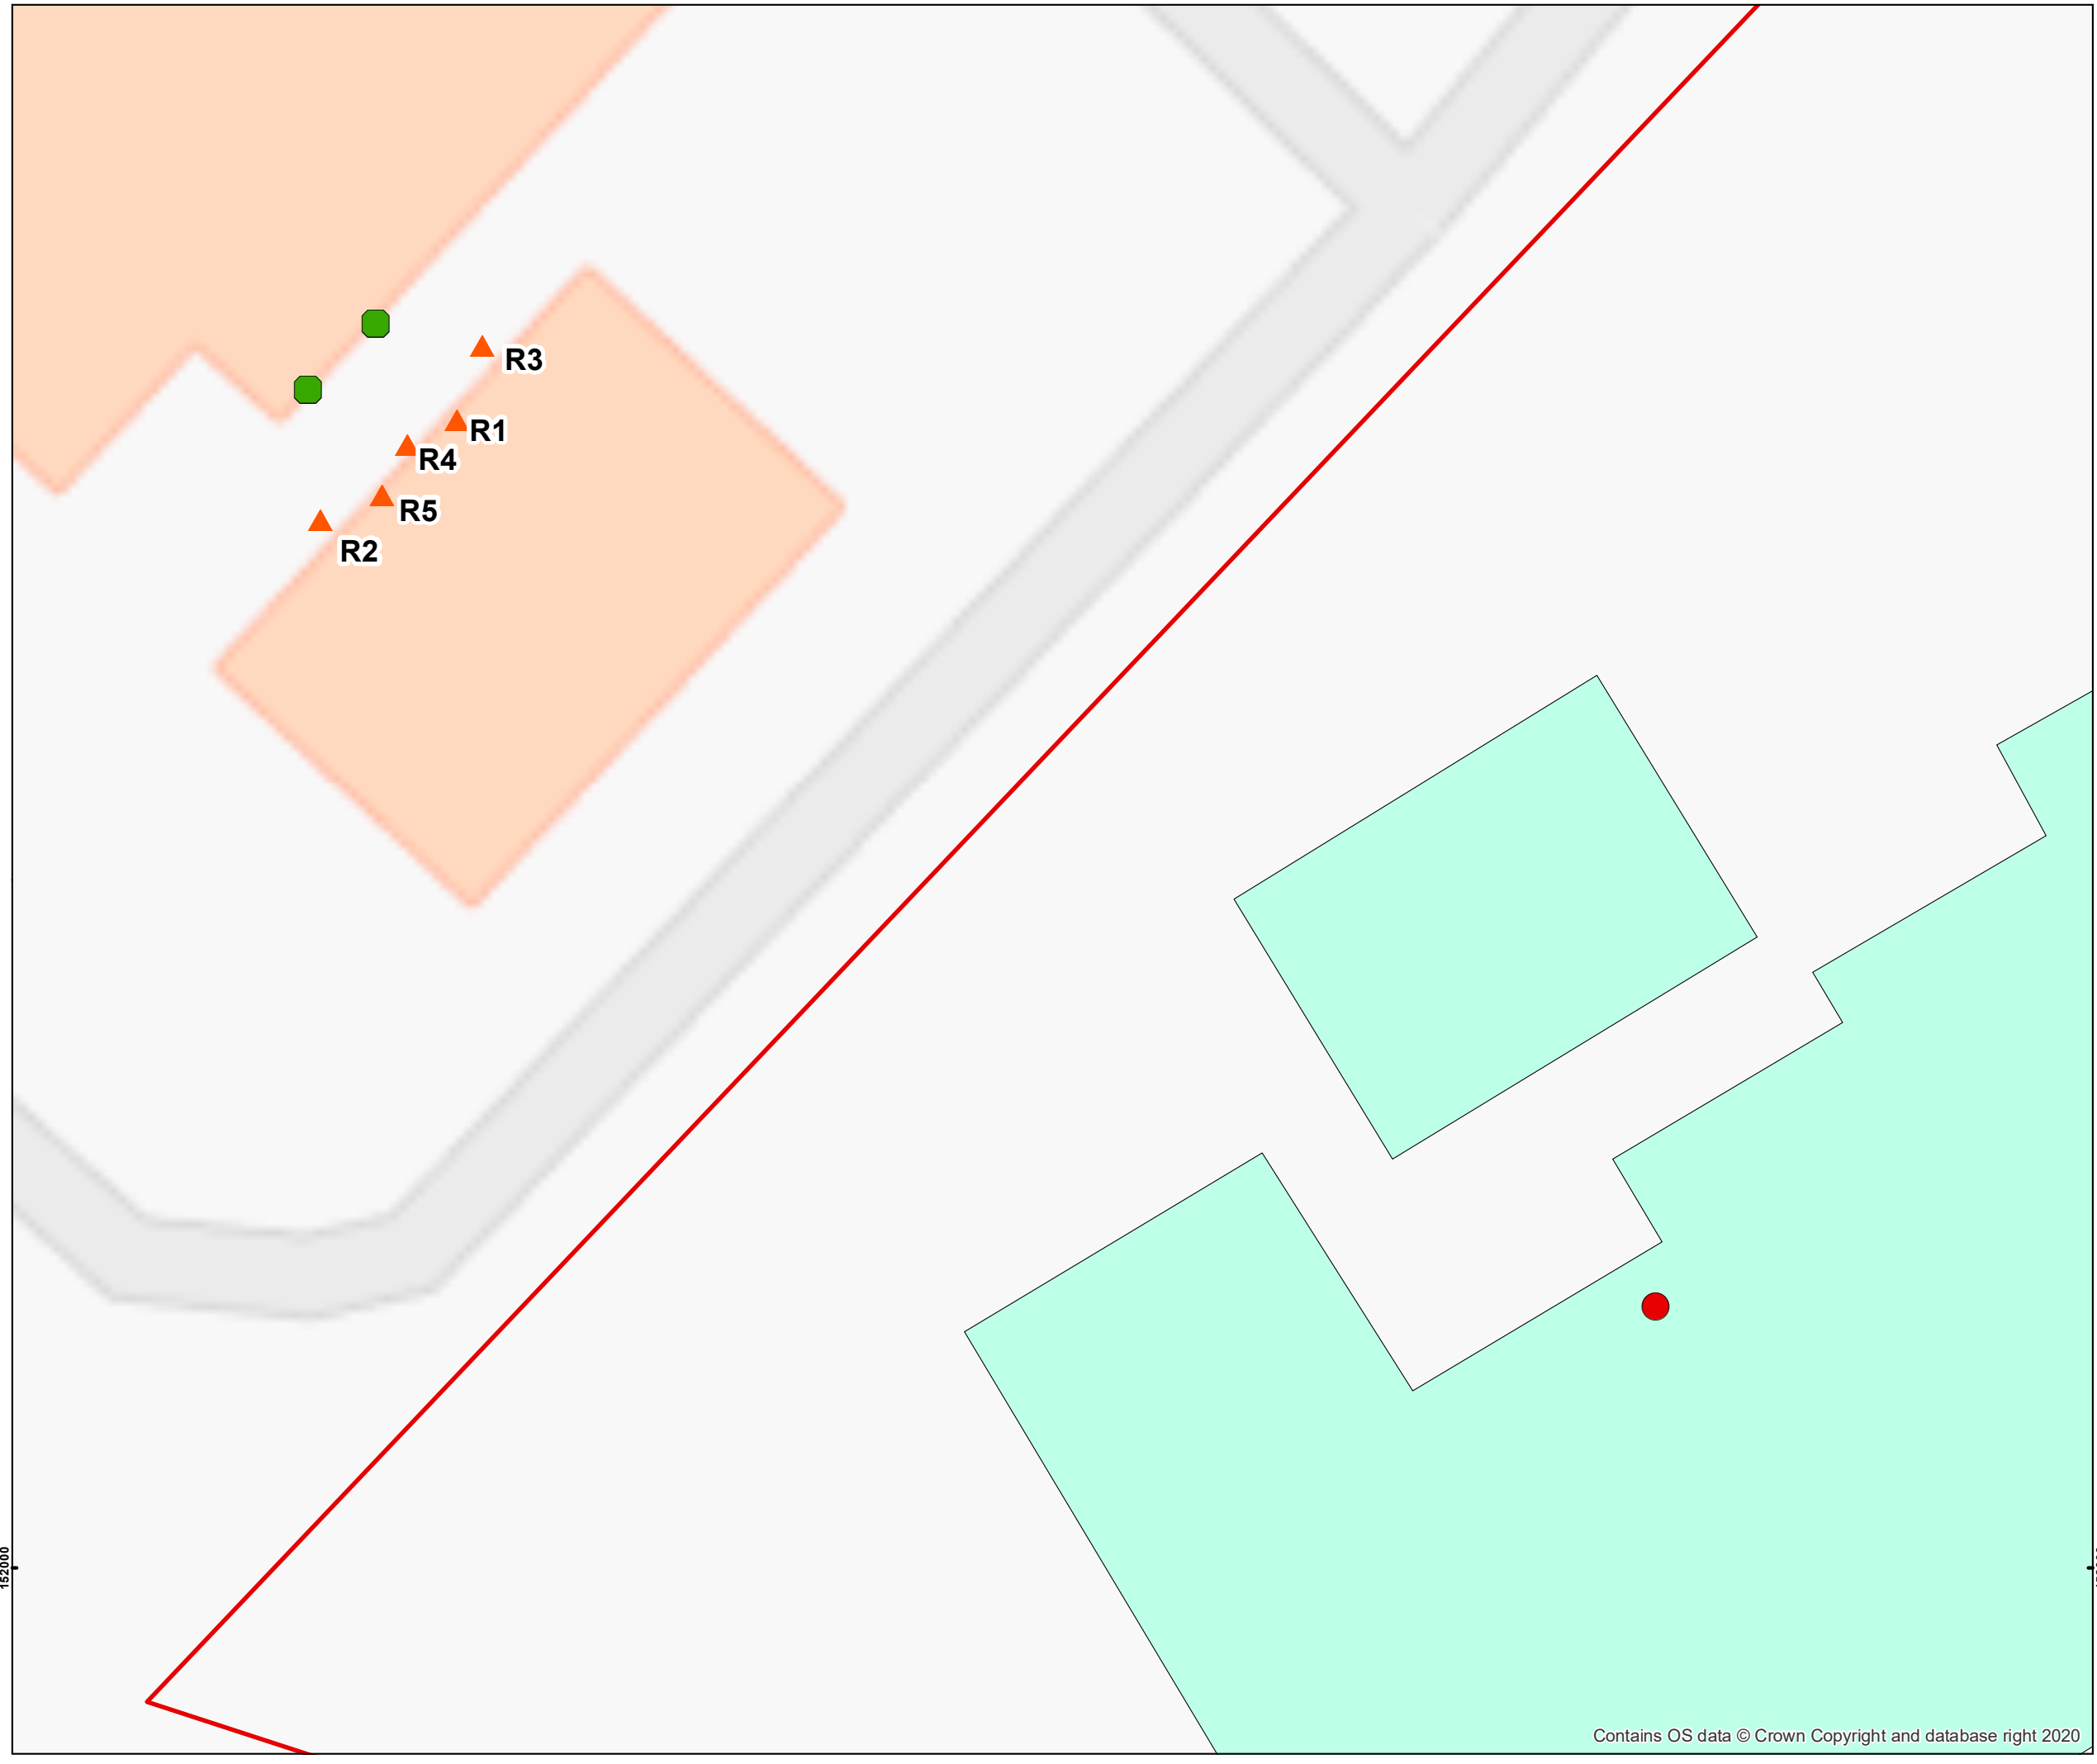 R3
R1
R4
R5
R2
152000
Contains OS data © Crown Copyright and database right 2020